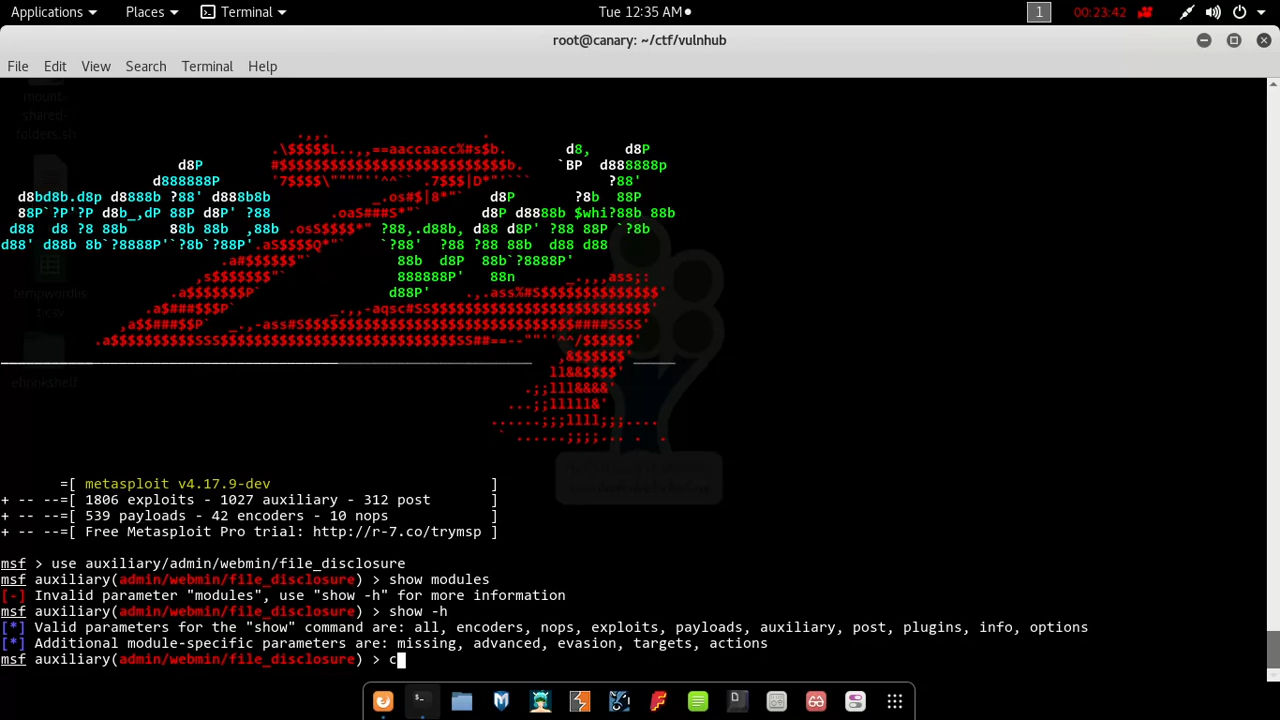 Applications Places Terminal Tue 12:35 AM 1 00:23:42
root@canary: ~/ctf/vulnhub
File Edit View Search Terminal Help
mount-
shared-
folders.sh
ebookshelf
=[ metasploit v4.17.9-dev ]
+ -- --=[ 1806 exploits - 1027 auxiliary - 312 post ]
+ -- --=[ 539 payloads - 42 encoders - 10 nops ]
+ -- --=[ Free Metasploit Pro trial: http://r-7.co/trymsp ]
msf > use auxiliary/admin/webmin/file_disclosure
msf auxiliary(admin/webmin/file_disclosure) > show modules
[-] Invalid parameter "modules", use "show -h" for more information
msf auxiliary(admin/webmin/file_disclosure) > show -h
[*] Valid parameters for the "show" command are: all, encoders, nops, exploits, payloads, auxiliary, post, plugins, info, options
[*] Additional module-specific parameters are: missing, advanced, evasion, targets, actions
msf auxiliary(admin/webmin/file_disclosure) > c